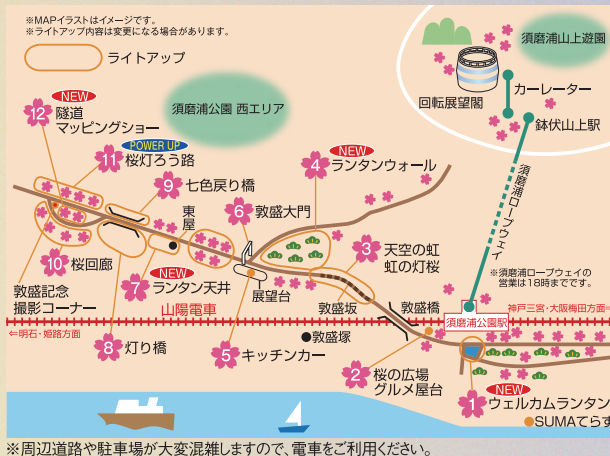 ※MAPイラストはイメージです。
※ライトアップ内容は変更になる場合があります。
ライトアップ
須磨浦公園 西エリア
須磨浦山上遊園
回転展望閣
カーレーター
鉢伏山上駅
須磨浦ロープウェイ
※須磨浦ロープウェイの
営業は18時までです。
NEW
12 隧道
マッピングショー
POWER UP
11 桜灯ろう路
9 七色戻り橋
東屋
6 敦盛大門
NEW
4 ランタンウォール
3 天空の虹
虹の灯桜
10 桜回廊
敦盛記念
撮影コーナー
NEW
7 ランタン天井
展望台
敦盛坂
敦盛橋
山陽電車
神戸三宮・大阪梅田方面⇒
須磨浦公園駅
⇐明石・姫路方面
8 灯り橋
5 キッチンカー
敦盛塚
2 桜の広場
グルメ屋台
NEW
1 ウェルカムランタン
SUMAてらす
※周辺道路や駐車場が大変混雑しますので、電車をご利用ください。